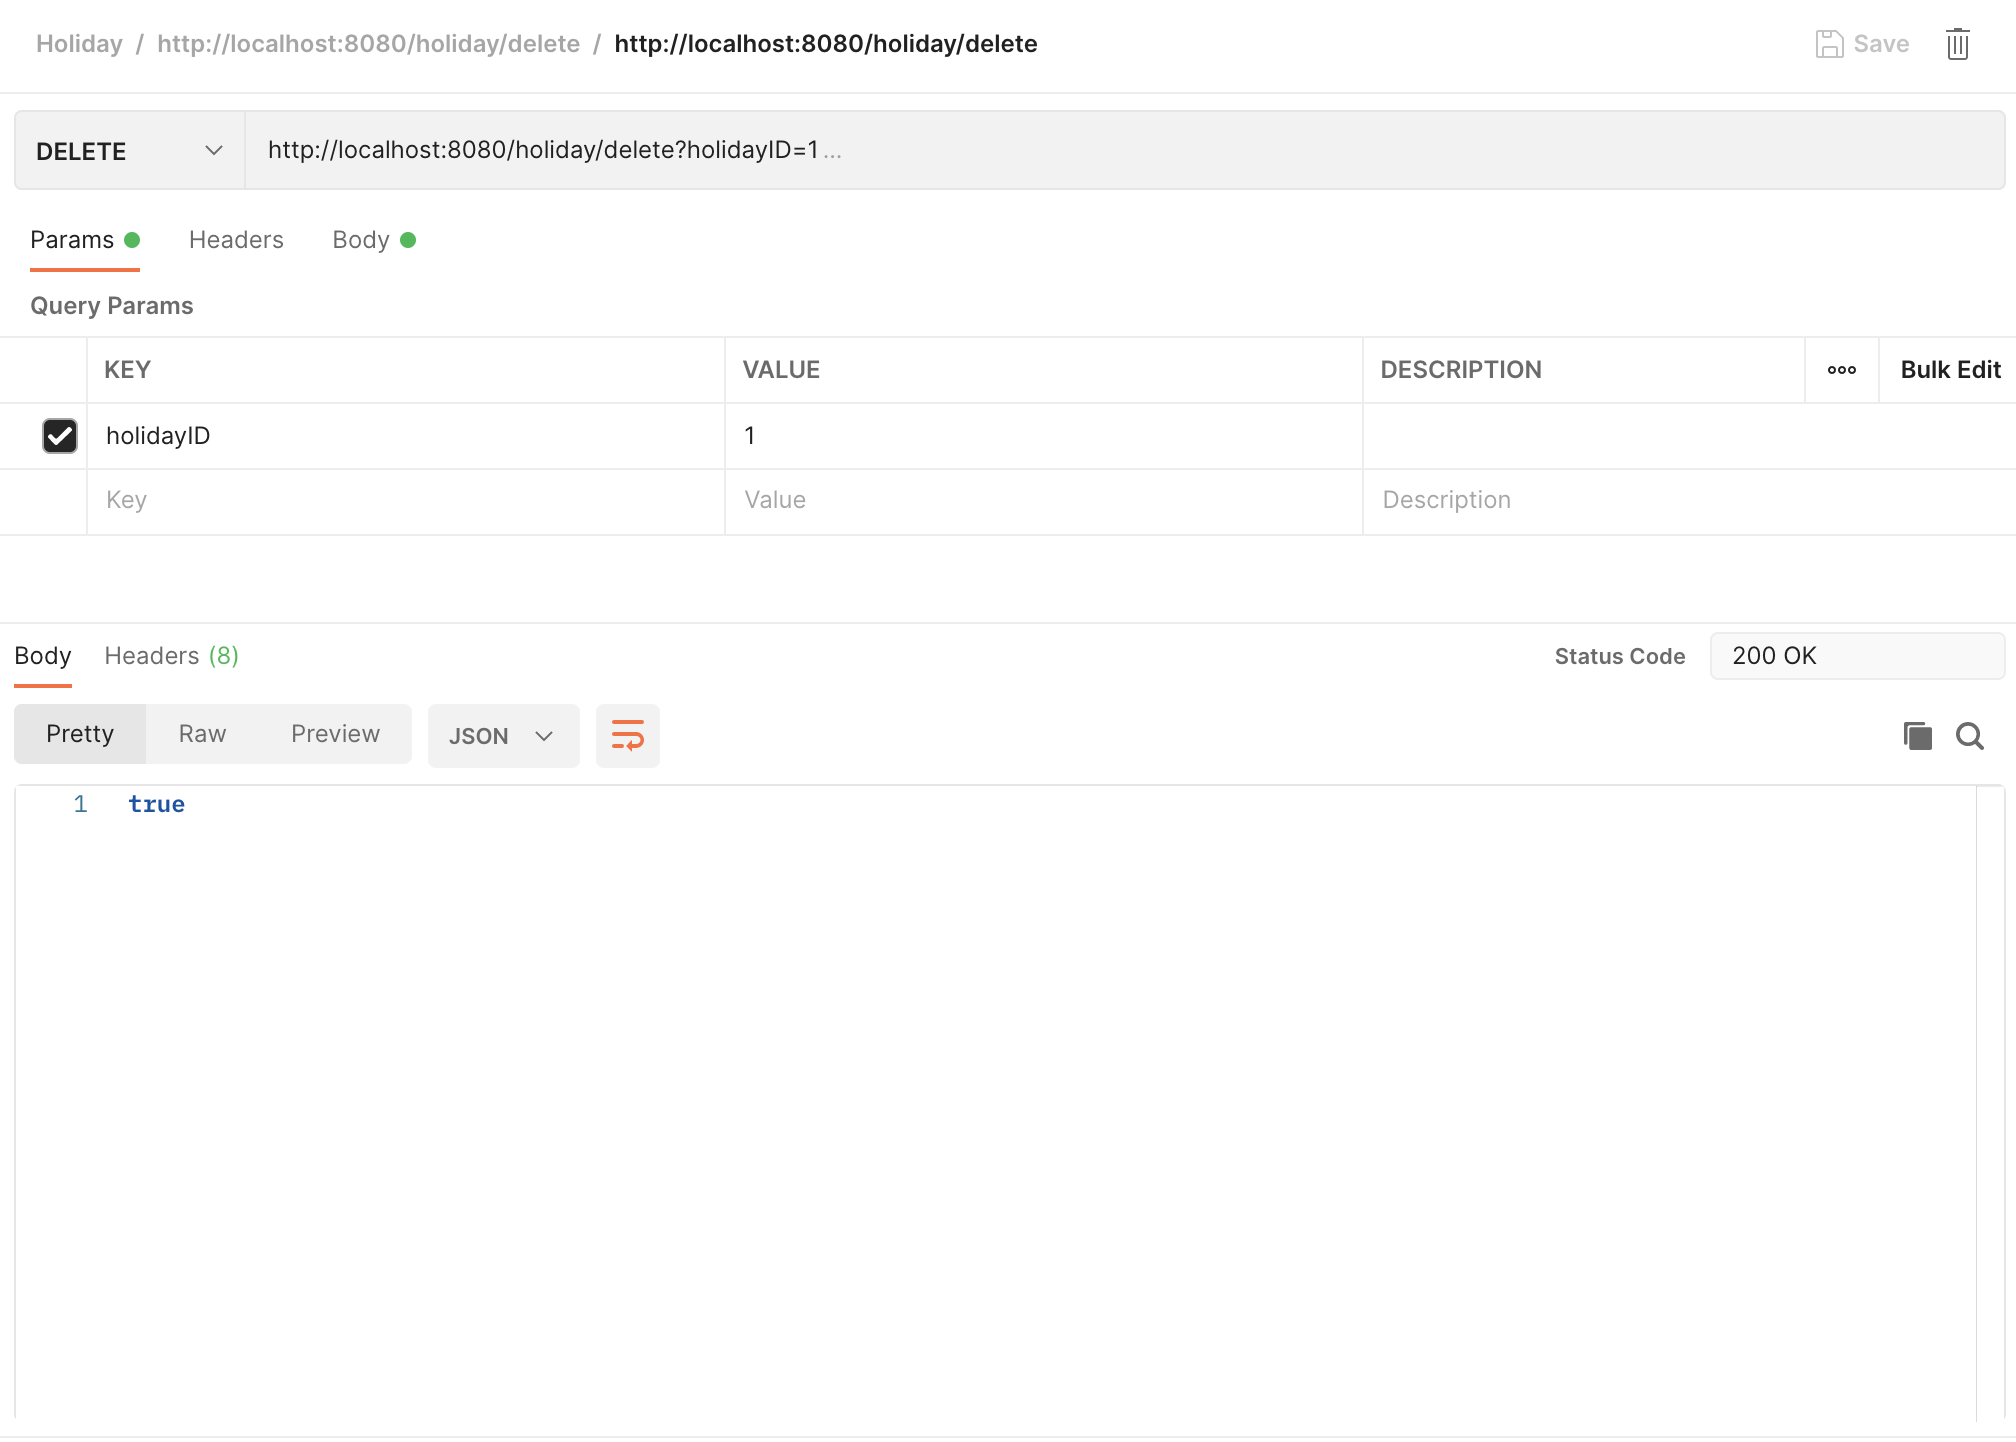 Holiday / http://localhost:8080/holiday/delete / http://localhost:8080/holiday/delete
Save
DELETE
http://localhost:8080/holiday/delete?holidayID=1 ...
Params
Headers
Body
Query Params
KEY
VALUE
DESCRIPTION
Bulk Edit
holidayID
1
Key
Value
Description
Body
Headers (8)
Status Code
200 OK
Pretty
Raw
Preview
JSON
1
true